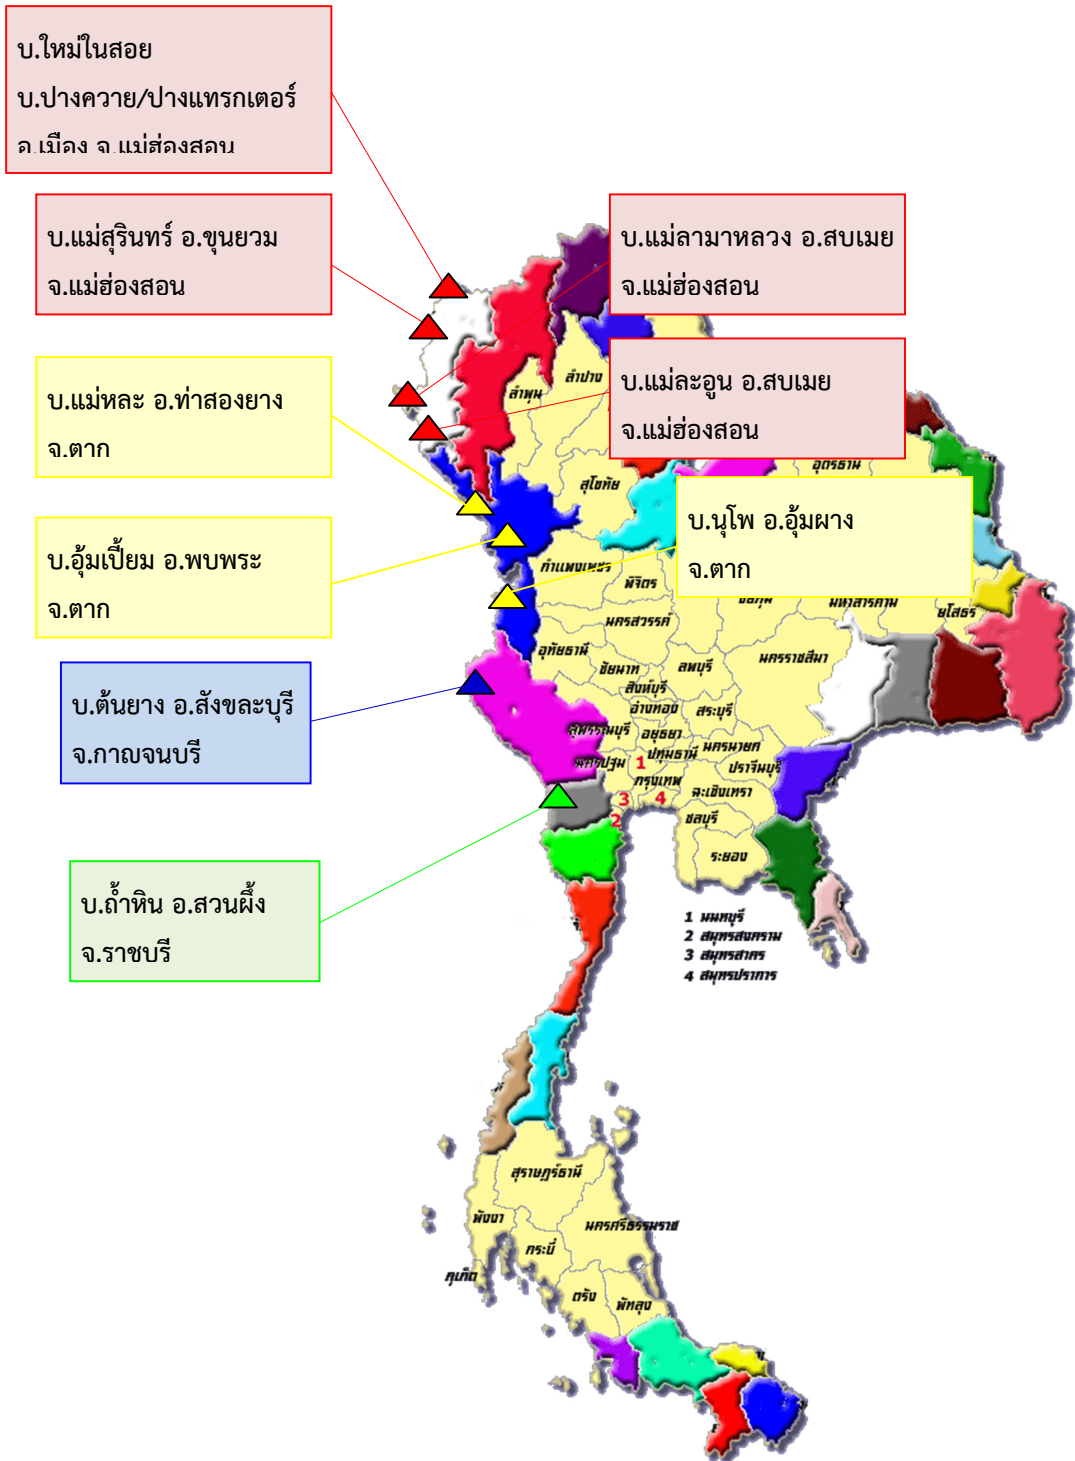 บ.ใหม่ในสอย
บ.ปางควาย/ปางแทรกเตอร์
อ.เมือง จ.แม่ฮ่องสอน
บ.แม่สุรินทร์ อ.ขุนยวม
จ.แม่ฮ่องสอน
บ.แม่ลามาหลวง อ.สบเมย
จ.แม่ฮ่องสอน
บ.แม่หละ อ.ท่าสองยาง
จ.ตาก
บ.แม่ละอูน อ.สบเมย
จ.แม่ฮ่องสอน
บ.อุ้มเปี้ยม อ.พบพระ
จ.ตาก
บ.นุโพ อ.อุ้มผาง
จ.ตาก
บ.ต้นยาง อ.สังขละบุรี
จ.กาญจนบุรี
บ.ถ้ำหิน อ.สวนผึ้ง
จ.ราชบุรี
ลำปาง
ลำพูน
อุดรธานี
สุโขทัย
กำแพงเพชร
พิจิตร
ชัยภูมิ
มหาสารคาม
ยโสธร
นครสวรรค์
อุทัยธานี
ชัยนาท
ลพบุรี
นครราชสีมา
สิงห์บุรี
อ่างทอง
สระบุรี
สุพรรณบุรี
อยุธยา
นครนายก
ปทุมธานี
นครปฐม
1
ปราจีนบุรี
กรุงเทพ
ฉะเชิงเทรา
3
4
2
ชลบุรี
ระยอง
1 นนทบุรี
2 สมุทรสงคราม
3 สมุทรสาคร
4 สมุทรปราการ
สุราษฎร์ธานี
พังงา
นครศรีธรรมราช
กระบี่
ภูเก็ต
ตรัง
พัทลุง